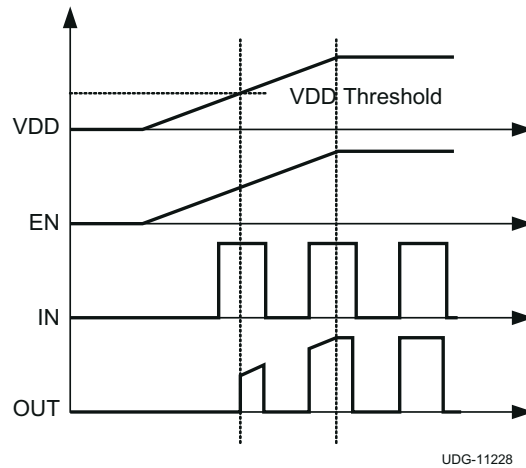 VDD Threshold
VDD
EN
IN
OUT
UDG-11228